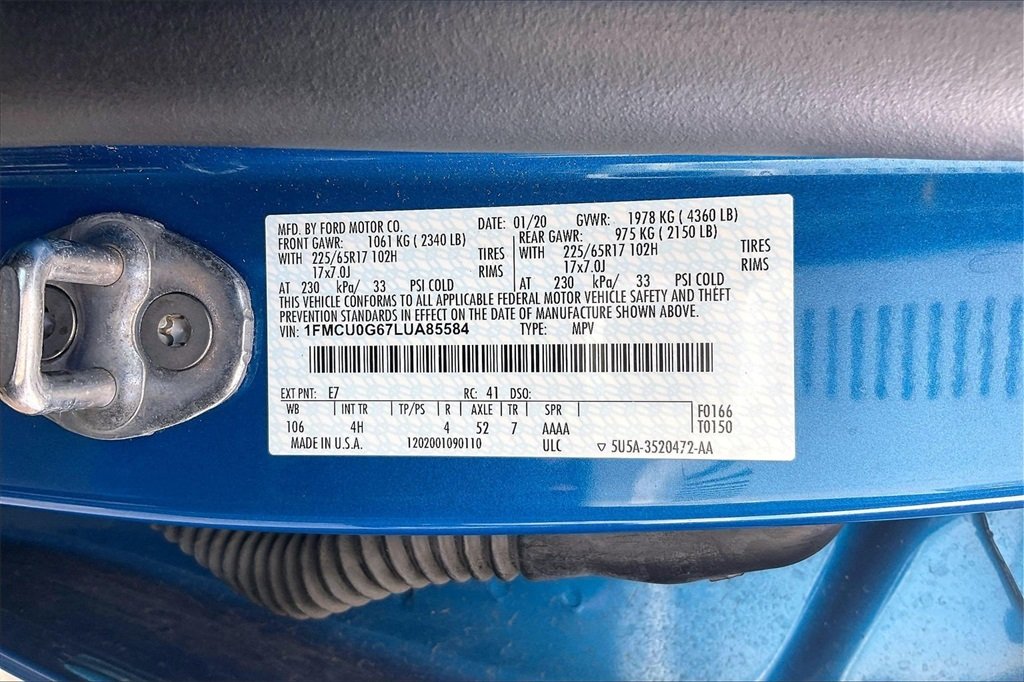 MFD. BY FORD MOTOR CO. DATE: 01/20 GVWR: 1978 KG ( 4360 LB)
FRONT GAWR: 1061 KG ( 2340 LB) REAR GAWR: 975 KG ( 2150 LB)
WITH 225/65R17 102H TIRES WITH 225/65R17 102H TIRES
17x7.0J RIMS 17x7.0J RIMS
AT 230 kPa/ 33 PSI COLD AT 230 kPa/ 33 PSI COLD
THIS VEHICLE CONFORMS TO ALL APPLICABLE FEDERAL MOTOR VEHICLE SAFETY AND THEFT
PREVENTION STANDARDS IN EFFECT ON THE DATE OF MANUFACTURE SHOWN ABOVE.
VIN: 1FMCU0G67LUA85584 TYPE: MPV
EXT PNT: E7 RC: 41 DSO:
WB INT TR TP/PS R AXLE TR SPR F0166
106 4H 4 52 7 AAAA T0150
MADE IN U.S.A. 1202001090110 ULC ▽ 5U5A-3520472-AA